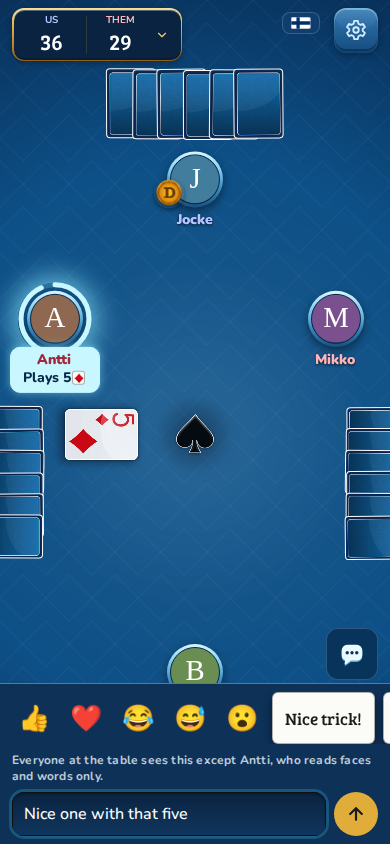 US
THEM
36
29
J
D
Jocke
A
M
Antti
Plays 5♦
Mikko
5
B
Nice trick!
Everyone at the table sees this except Antti, who reads faces
and words only.
Nice one with that five